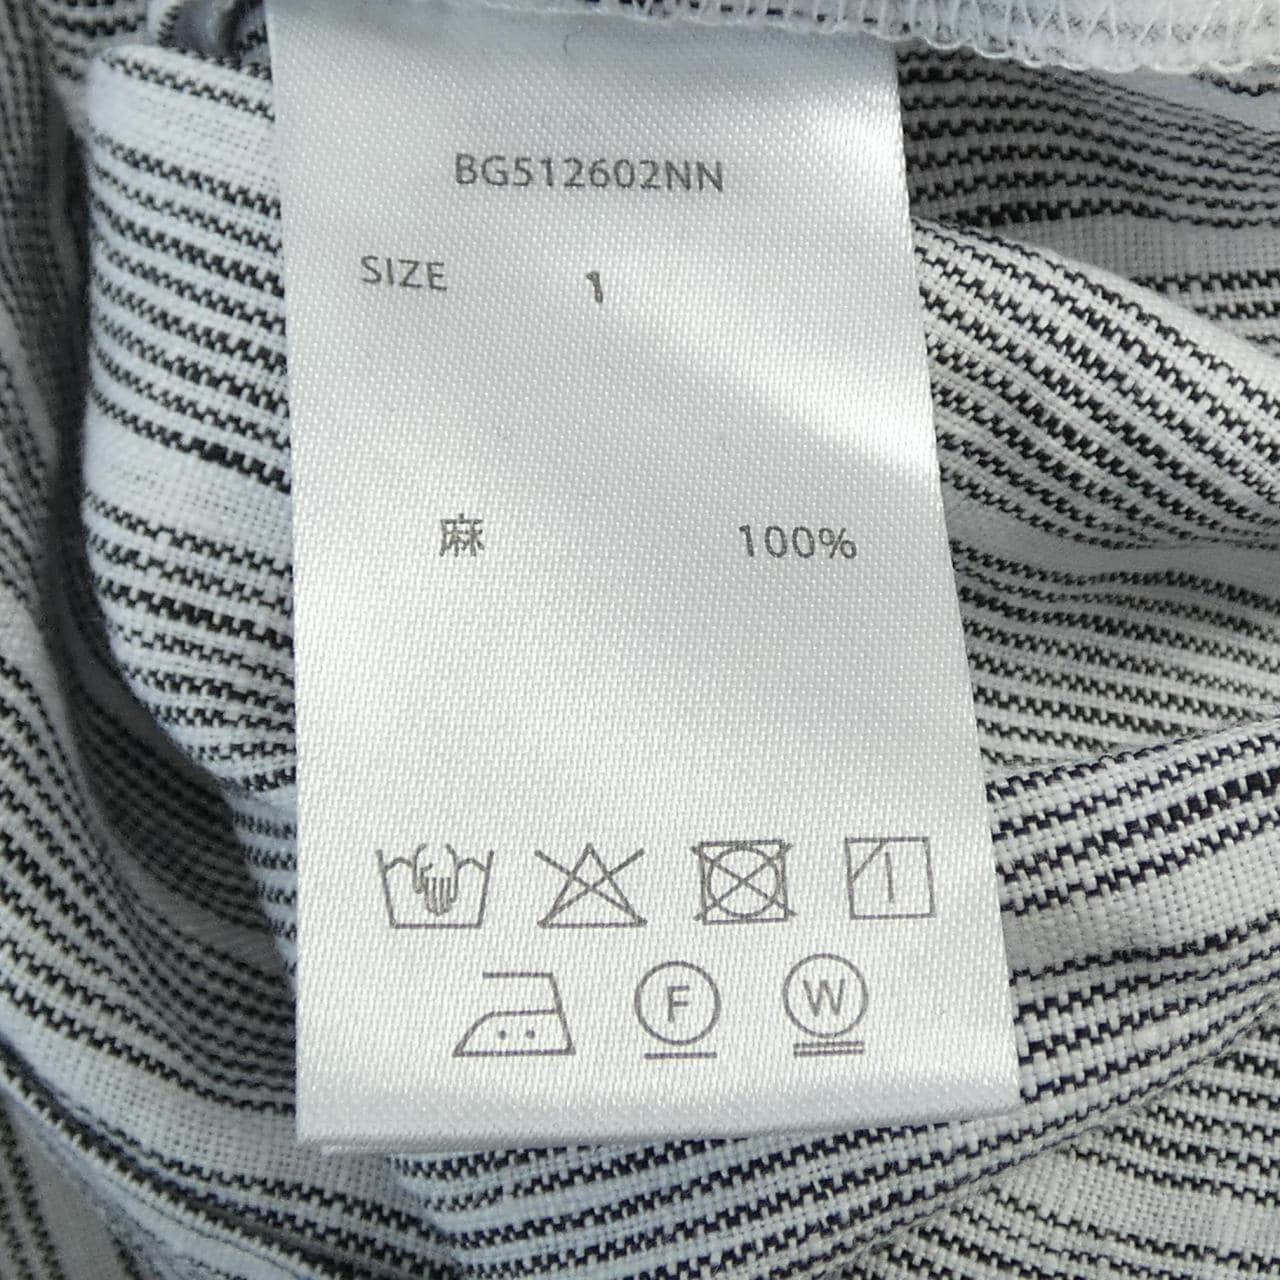 BG512602NN
SIZE 1
麻 100%
F W